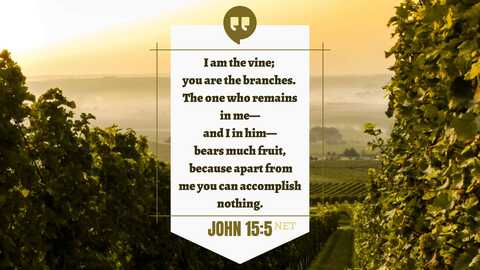 I am the vine;
you are the branches.
The one who remains
in me—
and I in him—
bears much fruit,
because apart from
me you can accomplish
nothing.
JOHN 15:5 NET